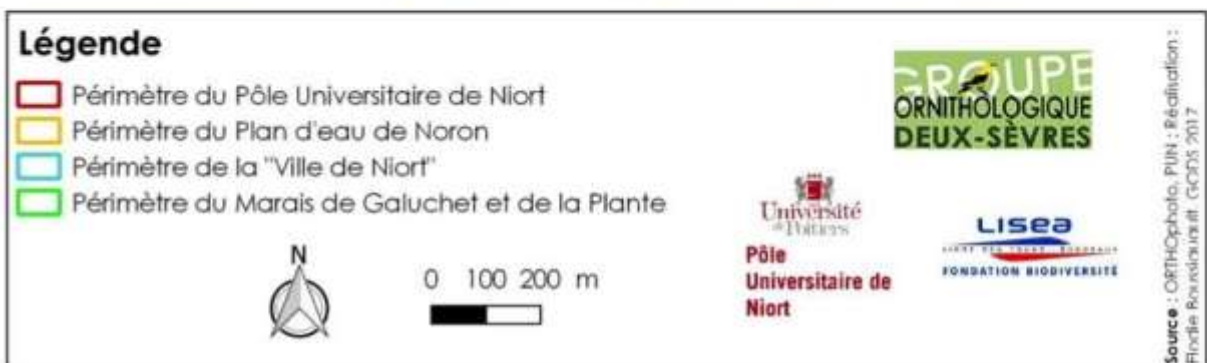 Légende
Périmètre du Pôle Universitaire de Niort
Périmètre du Plan d'eau de Noron
Périmètre de la "Ville de Niort"
Périmètre du Marais de Galuchet et de la Plante
N
0 100 200 m
GROUPE
ORNITHOLOGIQUE
DEUX-SÈVRES
Université
de Poitiers
Pôle
Universitaire de
Niort
LISEA
FONDATION BIODIVERSITÉ
Source : ORTHOphoto, PUN ; Réalisation :
Elodie GODS 2017